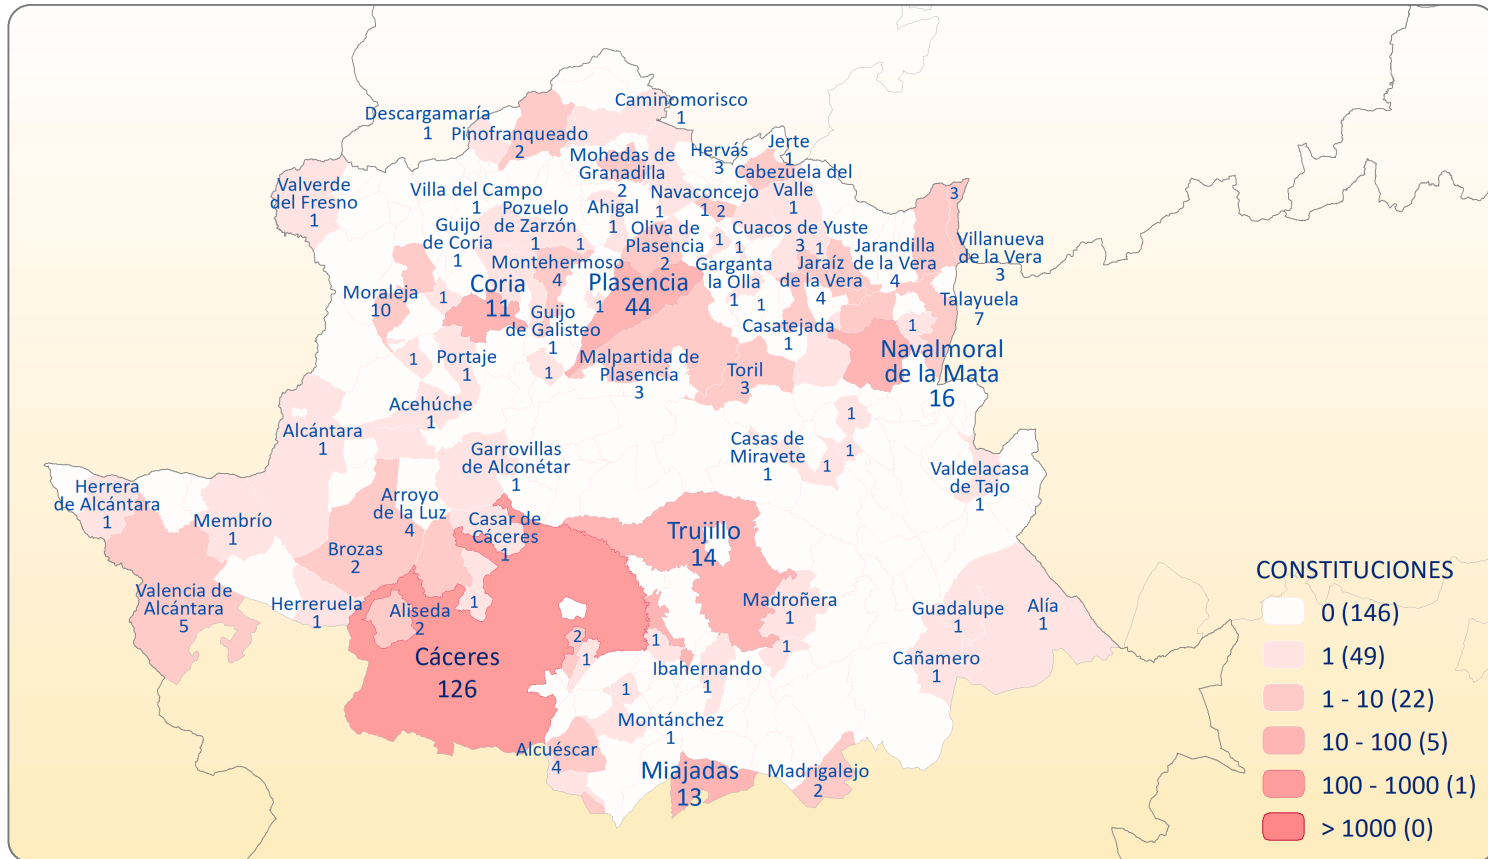 Caminomorisco
1
Descargamaría
1
Pinofranqueado
2
Jerte
1
Hervás
3
Mohedas de
Granadilla
2
Cabezuela del
Valle
1
Valverde
del Fresno
1
Villa del Campo
1
Navaconcejo
1
1
2
3
Pozuelo
de Zarzón
1
1
Ahigal
1
Guijo
de Coria
1
Oliva de
Plasencia
2
1
1
Cuacos de Yuste
3
1
Jarandilla
de la Vera
4
Villanueva
de la Vera
3
Montehermoso
4
Garganta
la Olla
1
1
Jaraíz
de la Vera
4
Coria
11
Plasencia
44
1
Moraleja
10
1
Talayuela
7
Guijo
de Galisteo
1
Casatejada
1
1
Navalmoral
de la Mata
16
1
Portaje
1
1
Malpartida de
Plasencia
3
Toril
3
Acehúche
1
1
Alcántara
1
Casas de
Miravete
1
1
1
Garrovillas
de Alconétar
1
Valdelacasa
de Tajo
1
Herrera
de Alcántara
1
Arroyo
de la Luz
4
Membrío
1
Casar de
Cáceres
1
Trujillo
14
Brozas
2
CONSTITUCIONES
Valencia de
Alcántara
5
Herreruela
1
Aliseda
2
1
Madroñera
1
Guadalupe
1
Alía
1
0 (146)
2
1
1
1
Cáceres
126
Ibahernando
1
Cañamero
1
1 (49)
1
1 - 10 (22)
Montánchez
1
Alcuéscar
4
10 - 100 (5)
Miajadas
13
Madrigalejo
2
100 - 1000 (1)
> 1000 (0)